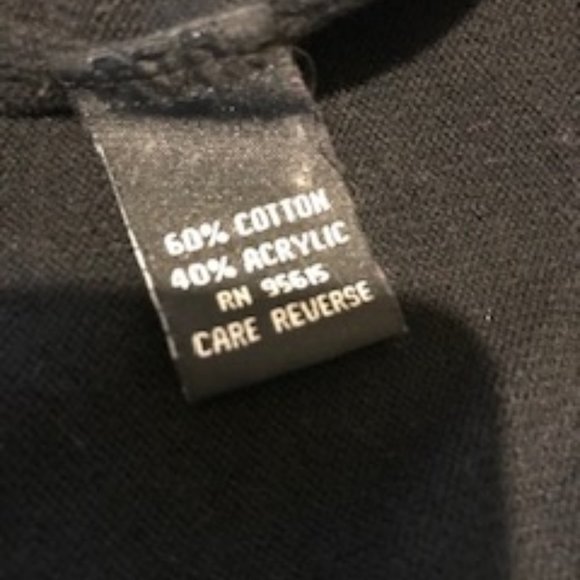 60% COTTON
40% ACRYLIC
RN 95615
CARE REVERSE